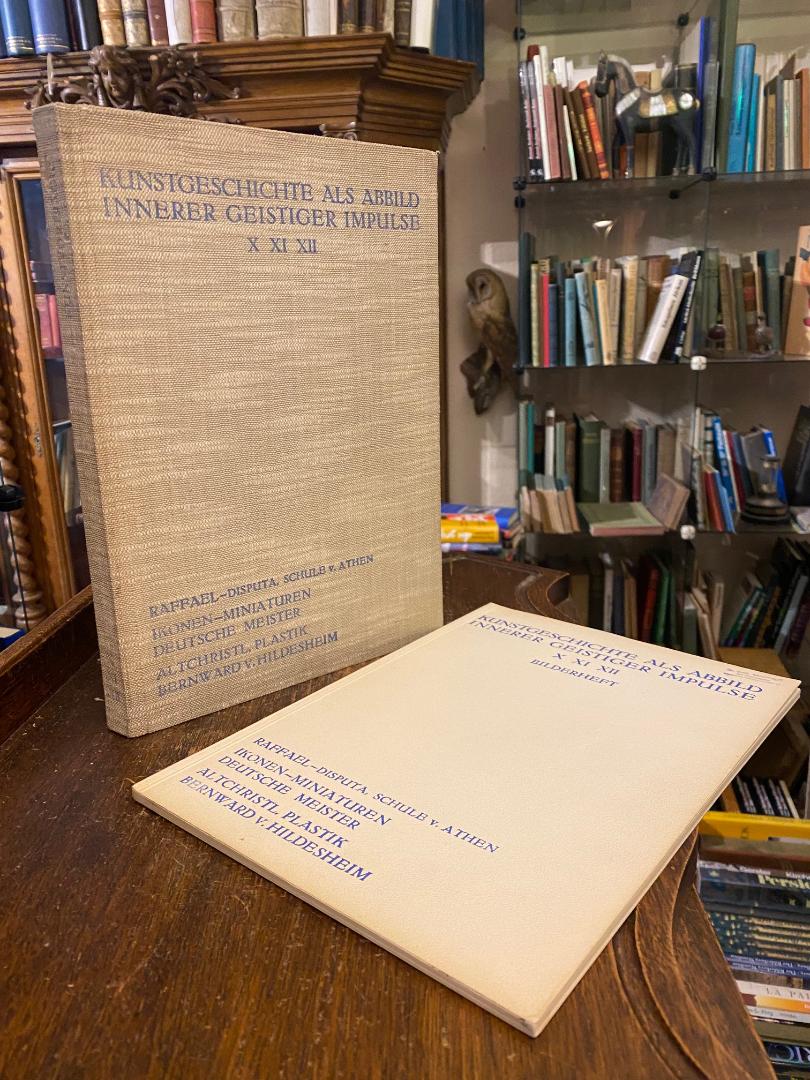 KUNSTGESCHICHTE ALS ABBILD
INNERER GEISTIGER IMPULSE
X XI XII
RAFFAEL-DISPUTA, SCHULE v. ATHEN
IKONEN-MINIATUREN
DEUTSCHE MEISTER
ALTCHRISTL. PLASTIK
BERNWARD v. HILDESHEIM
KUNSTGESCHICHTE ALS ABBILD
INNERER GEISTIGER IMPULSE
X XI XII
BILDERHEFT
RAFFAEL-DISPUTA, SCHULE v. ATHEN
IKONEN-MINIATUREN
DEUTSCHE MEISTER
ALTCHRISTL. PLASTIK
BERNWARD v. HILDESHEIM